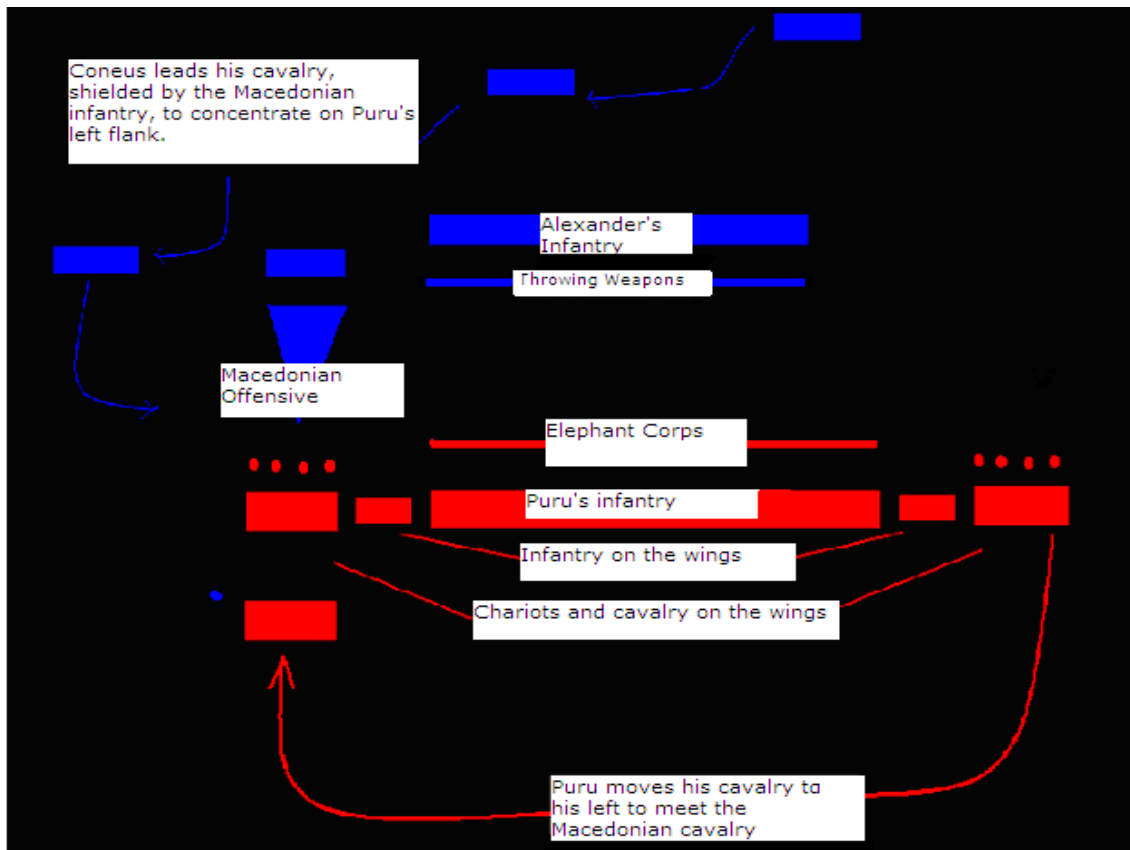 Coneus leads his cavalry,
shielded by the Macedonian
infantry, to concentrate on Puru's
left flank.
Alexander's
Infantry
Throwing Weapons
Macedonian
Offensive
Elephant Corps
Puru's infantry
Infantry on the wings
Chariots and cavalry on the wings
Puru moves his cavalry to
his left to meet the
Macedonian cavalry